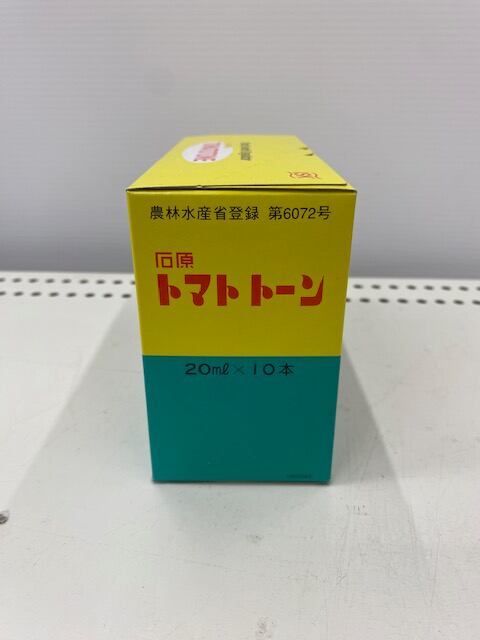 農林水産省登録 第6072号
石原
トマトトーン
20ml×10本